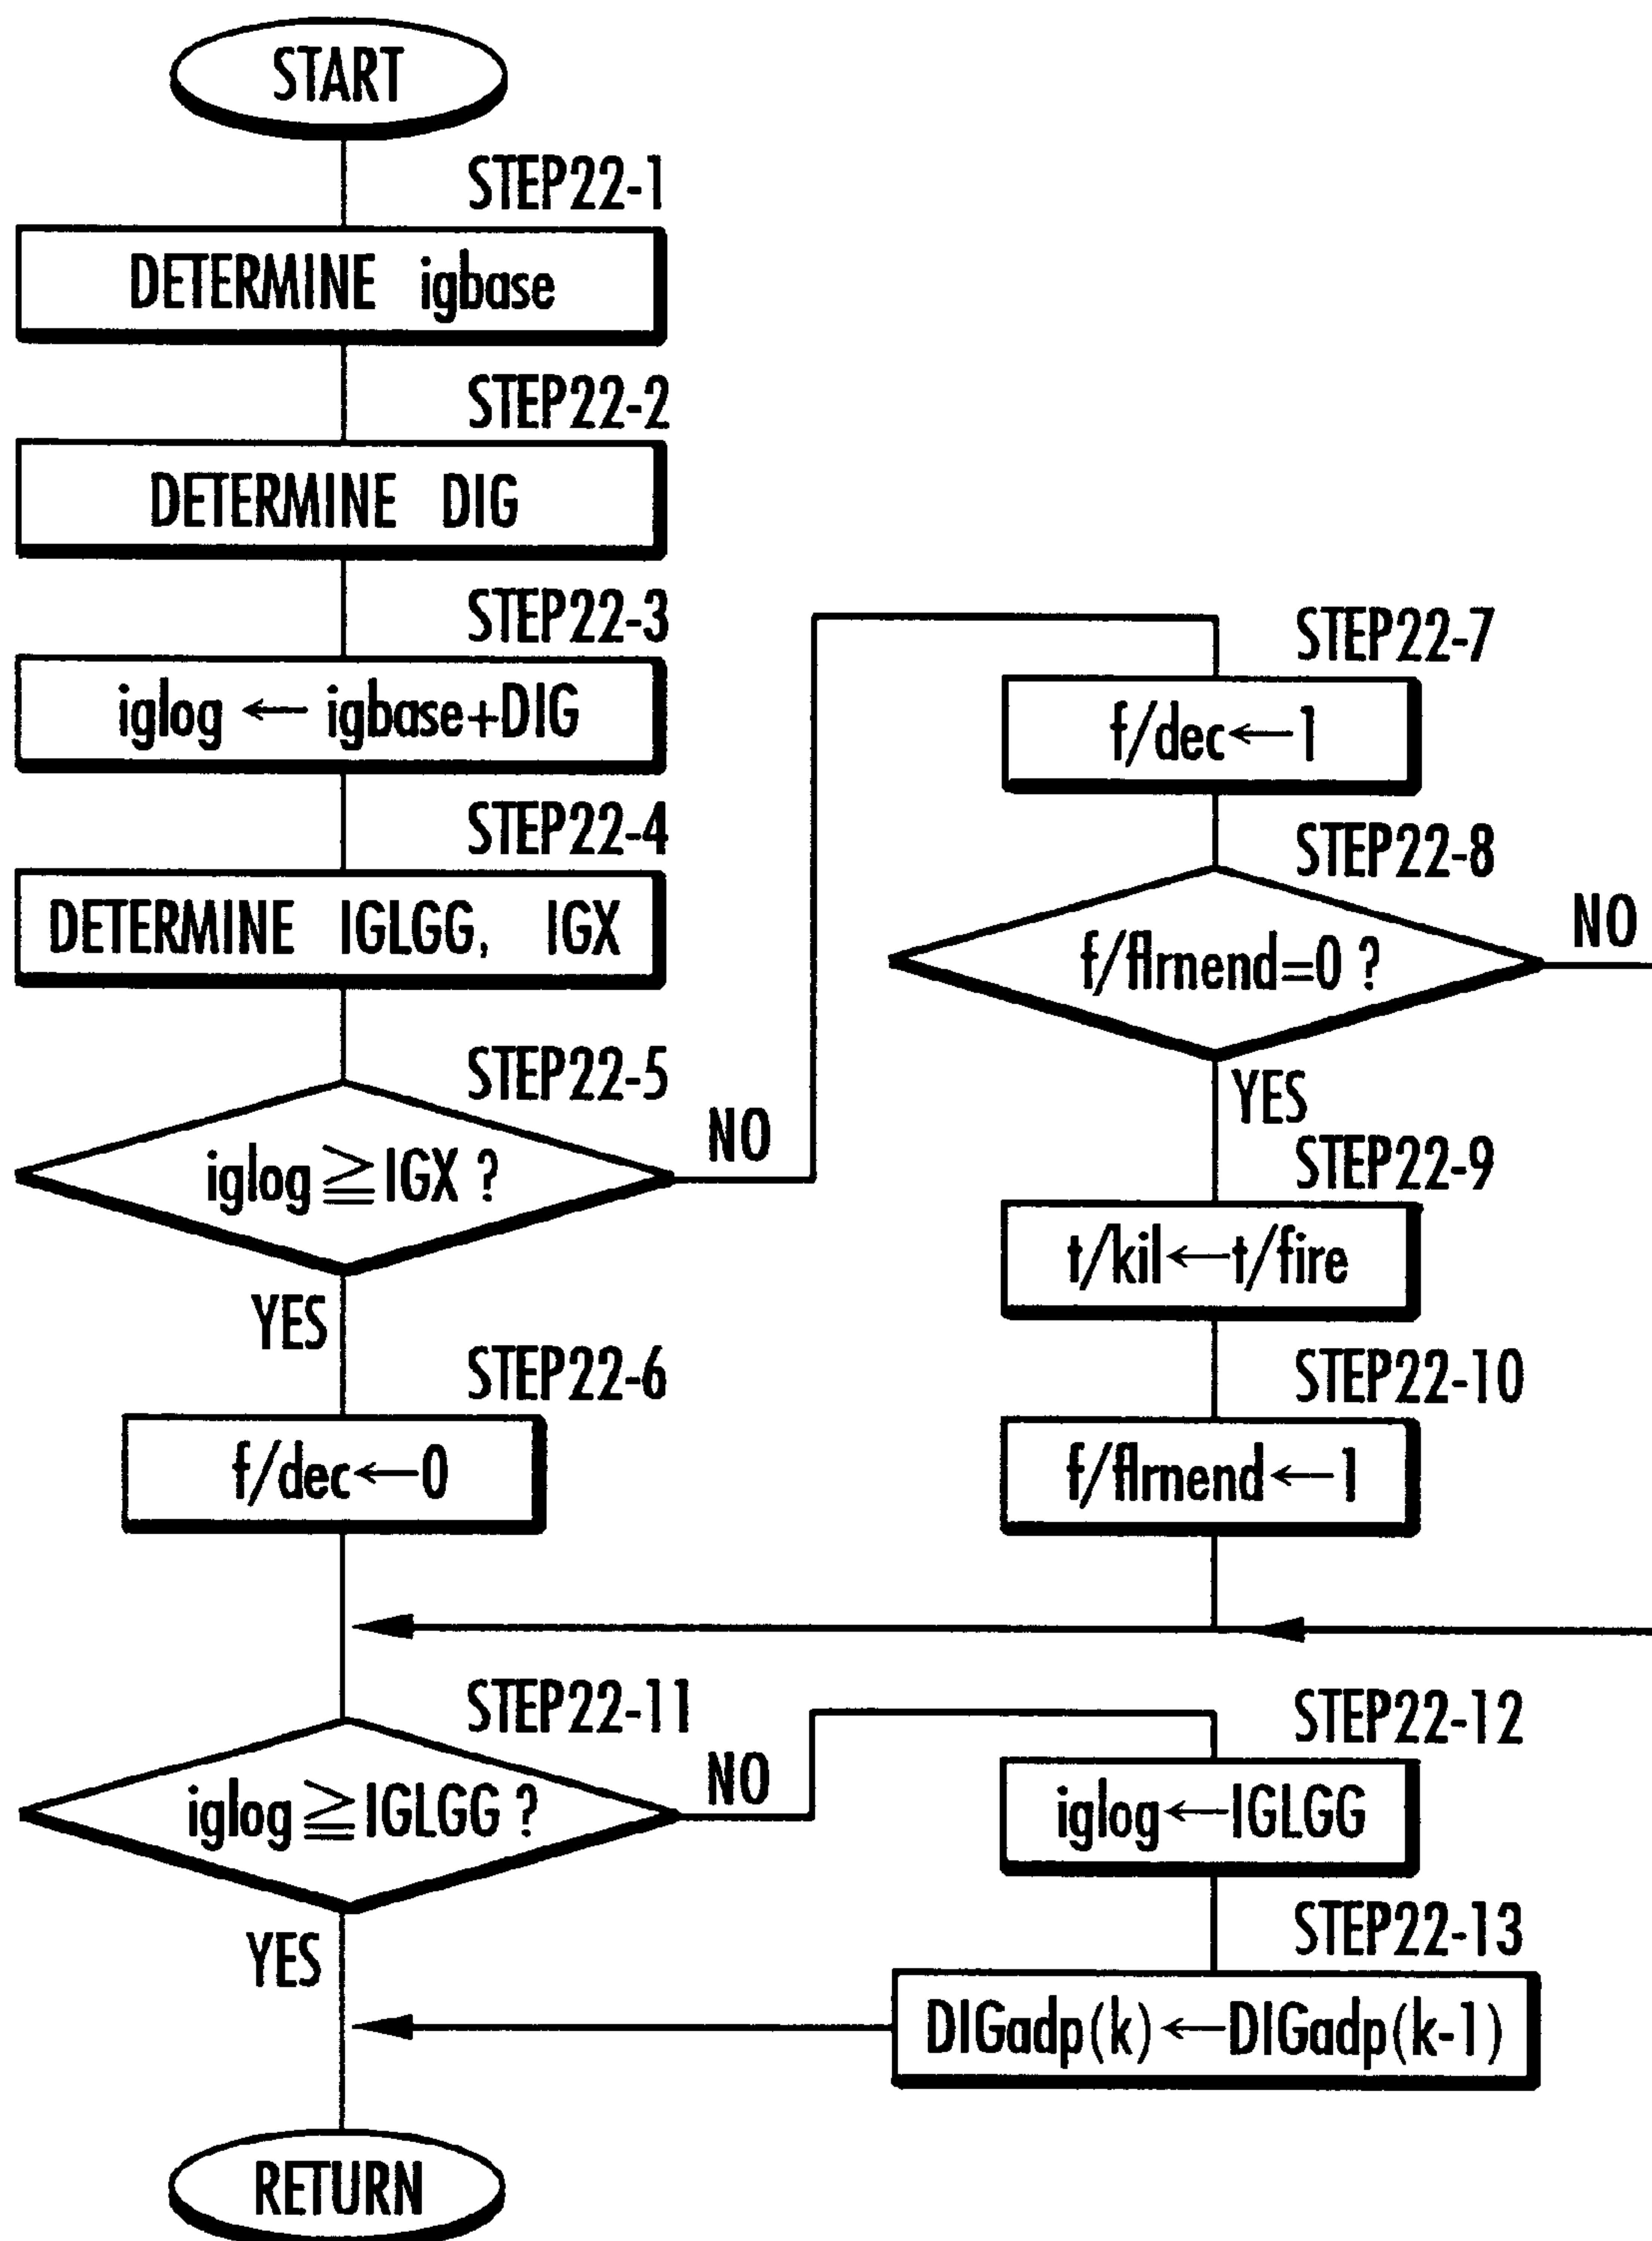 START
STEP22-1
DETERMINE igbase
STEP22-2
DETERMINE DIG
STEP22-3
iglog ← igbase+DIG
STEP22-4
DETERMINE IGLGG, IGX
STEP22-5
iglog ≧ IGX ?
NO
YES
STEP22-6
f/dec←0
STEP22-7
f/dec←1
STEP22-8
f/flrnend=0 ?
NO
YES
STEP22-9
t/kil←t/fire
STEP22-10
f/flrnend←1
STEP22-11
iglog ≧ IGLGG ?
NO
YES
STEP22-12
iglog←IGLGG
STEP22-13
DIGadp(k)←DIGadp(k-1)
RETURN